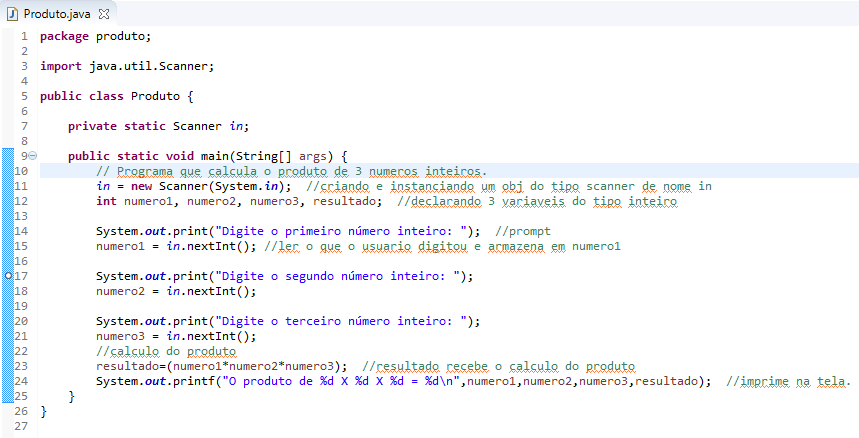 Produto.java
1 package produto;
2
3 import java.util.Scanner;
4
5 public class Produto {
6
7 private static Scanner in;
8
9 public static void main(String[] args) {
10 // Programa que calcula o produto de 3 numeros inteiros.
11 in = new Scanner(System.in);  //criando e instanciando um obj do tipo scanner de nome in
12 int numero1, numero2, numero3, resultado;  //declarando 3 variaveis do tipo inteiro
13
14 System.out.print("Digite o primeiro número inteiro: ");  //prompt
15 numero1 = in.nextInt(); //ler o que o usuario digitou e armazena em numero1
16
17 System.out.print("Digite o segundo número inteiro: ");
18 numero2 = in.nextInt();
19
20 System.out.print("Digite o terceiro número inteiro: ");
21 numero3 = in.nextInt();
22 //calculo do produto
23 resultado=(numero1*numero2*numero3);  //resultado recebe o calculo do produto
24 System.out.printf("O produto de %d X %d X %d = %d\n",numero1,numero2,numero3,resultado);  //imprime na tela.
25 }
26 }
27